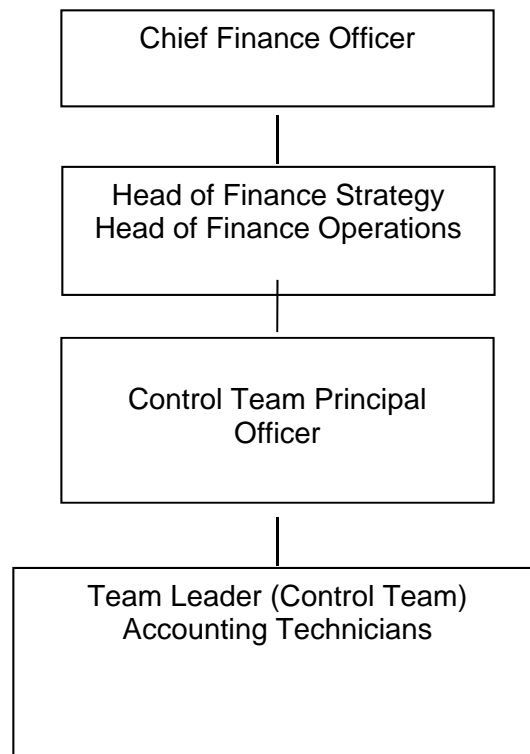 Chief Finance Officer
Head of Finance Strategy
Head of Finance Operations
Control Team Principal
Officer
Team Leader (Control Team)
Accounting Technicians